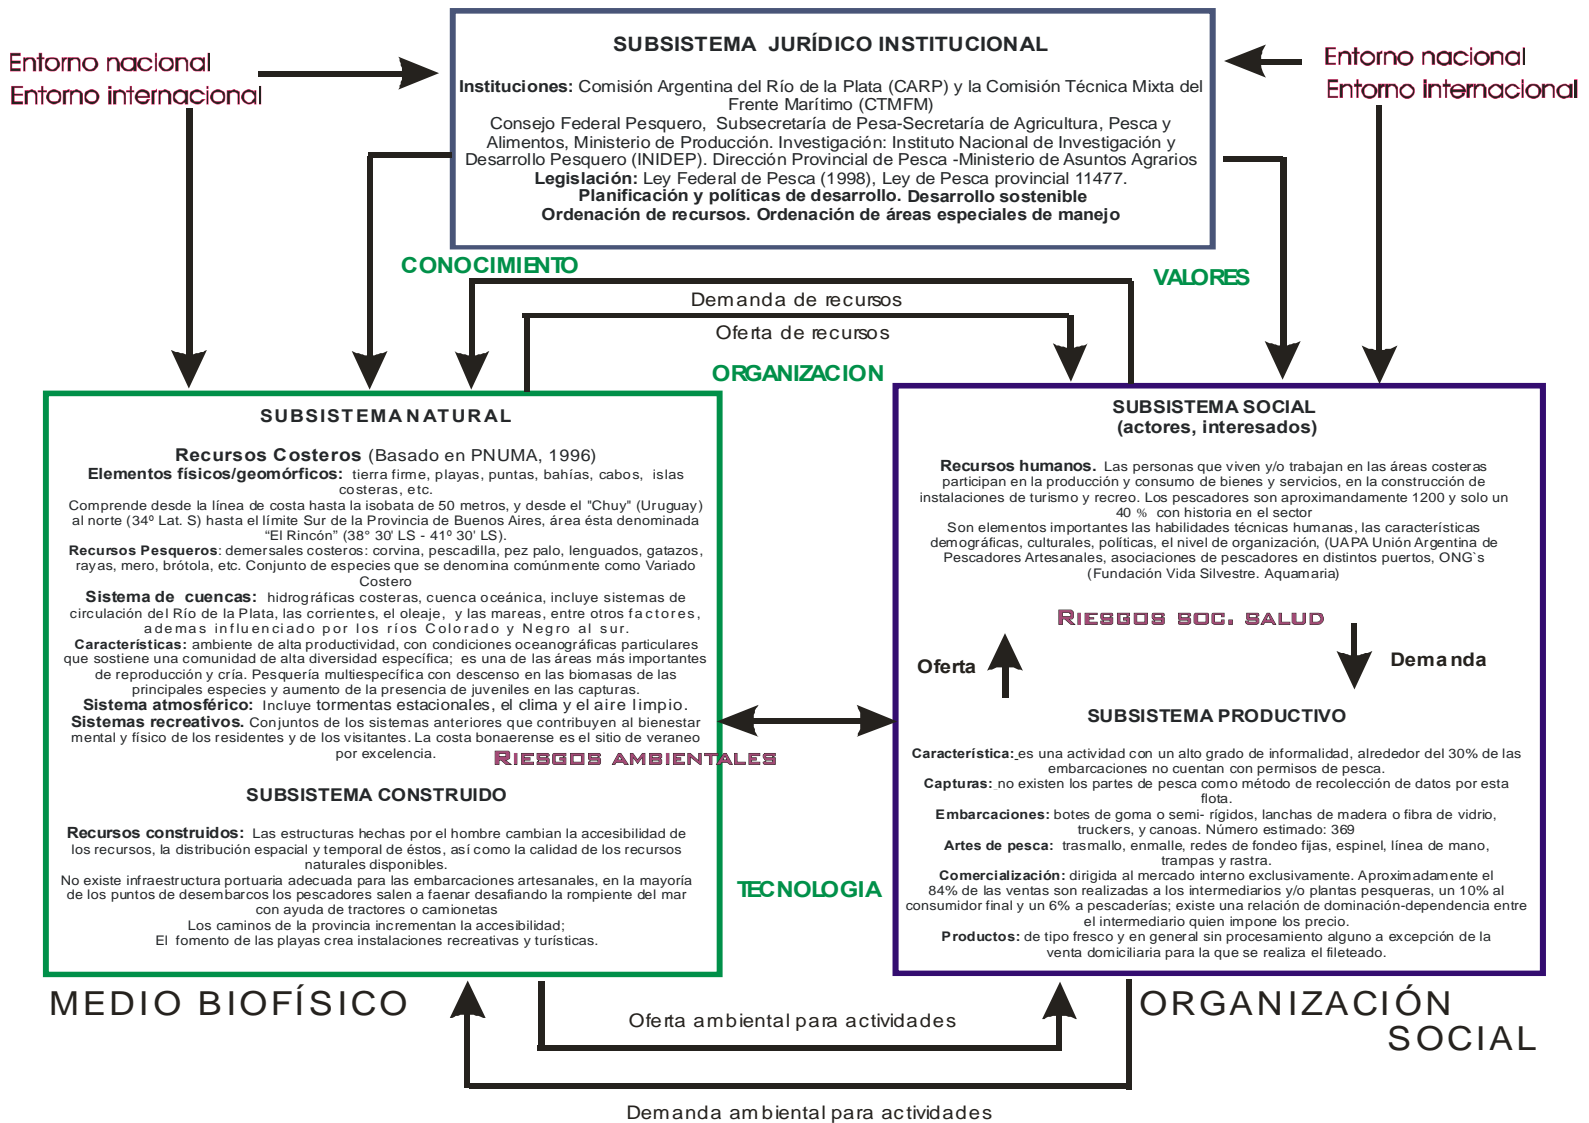 SUBSISTEMA JURÍDICO INSTITUCIONAL
Entorno nacional
Entorno internacional
Entorno nacional
Entorno internacional
Instituciones: Comisión Argentina del Río de la Plata (CARP) y la Comisión Técnica Mixta del
Frente Marítimo (CTMFM)
Consejo Federal Pesquero, Subsecretaría de Pesa-Secretaría de Agricultura, Pesca y
Alimentos, Ministerio de Producción. Investigación: Instituto Nacional de Investigación y
Desarrollo Pesquero (INIDEP). Dirección Provincial de Pesca -Ministerio de Asuntos Agrarios
Legislación: Ley Federal de Pesca (1998), Ley de Pesca provincial 11477.
Planificación y políticas de desarrollo. Desarrollo sostenible
Ordenación de recursos. Ordenación de áreas especiales de manejo
CONOCIMIENTO
VALORES
Demanda de recursos
Oferta de recursos
ORGANIZACION
SUBSISTEMA NATURAL
Recursos Costeros (Basado en PNUMA, 1996)
Elementos físicos/geomórficos: tierra firme, playas, puntas, bahías, cabos, islas
costeras, etc.
Comprende desde la línea de costa hasta la isobata de 50 metros, y desde el "Chuy" (Uruguay)
al norte (34º Lat. S) hasta el límite Sur de la Provincia de Buenos Aires, área ésta denominada
“El Rincón” (38° 30' LS - 41º 30' LS).
Recursos Pesqueros: demersales costeros: corvina, pescadilla, pez palo, lenguados, gatazos,
rayas, mero, brótola, etc. Conjunto de especies que se denomina comúnmente como Variado
Costero
Sistema de cuencas: hidrográficas costeras, cuenca oceánica, incluye sistemas de
circulación del Río de la Plata, las corrientes, el oleaje, y las mareas, entre otros factores,
ademas influenciado por los ríos Colorado y Negro al sur.
Características: ambiente de alta productividad, con condiciones oceanográficas particulares
que sostiene una comunidad de alta diversidad específica; es una de las áreas más importantes
de reproducción y cría. Pesquería multiespecífica con descenso en las biomasas de las
principales especies y aumento de la presencia de juveniles en las capturas.
Sistema atmosférico: Incluye tormentas estacionales, el clima y el aire limpio.
Sistemas recreativos. Conjuntos de los sistemas anteriores que contribuyen al bienestar
mental y físico de los residentes y de los visitantes. La costa bonaerense es el sitio de veraneo
por excelencia.
RIESGOS AMBIENTALES
SUBSISTEMA CONSTRUIDO
Recursos construidos: Las estructuras hechas por el hombre cambian la accesibilidad de
los recursos, la distribución espacial y temporal de éstos, así como la calidad de los recursos
naturales disponibles.
No existe infraestructura portuaria adecuada para las embarcaciones artesanales, en la mayoría
de los puntos de desembarcos los pescadores salen a faenar desafiando la rompiente del mar
con ayuda de tractores o camionetas
Los caminos de la provincia incrementan la accesibilidad;
El fomento de las playas crea instalaciones recreativas y turísticas.
TECNOLOGIA
SUBSISTEMA SOCIAL
(actores, interesados)
Recursos humanos. Las personas que viven y/o trabajan en las áreas costeras
participan en la producción y consumo de bienes y servicios, en la construcción de
instalaciones de turismo y recreo. Los pescadores son aproximandamente 1200 y solo un
40 % con historia en el sector
Son elementos importantes las habilidades técnicas humanas, las características
demográficas, culturales, políticas, el nivel de organización, (UAPA Unión Argentina de
Pescadores Artesanales, asociaciones de pescadores en distintos puertos, ONG`s
(Fundación Vida Silvestre. Aquamaria)
RIESGOS SOC. SALUD
Oferta
Demanda
SUBSISTEMA PRODUCTIVO
Característica: es una actividad con un alto grado de informalidad, alrededor del 30% de las
embarcaciones no cuentan con permisos de pesca.
Capturas: no existen los partes de pesca como método de recolección de datos por esta
flota.
Embarcaciones: botes de goma o semi- rígidos, lanchas de madera o fibra de vidrio,
truckers, y canoas. Número estimado: 369
Artes de pesca: trasmallo, enmalle, redes de fondeo fijas, espinel, línea de mano,
trampas y rastra.
Comercialización: dirigida al mercado interno exclusivamente. Aproximadamente el
84% de las ventas son realizadas a los intermediarios y/o plantas pesqueras, un 10% al
consumidor final y un 6% a pescaderías; existe una relación de dominación-dependencia entre
el intermediario quien impone los precio.
Productos: de tipo fresco y en general sin procesamiento alguno a excepción de la
venta domiciliaria para la que se realiza el fileteado.
MEDIO BIOFÍSICO
ORGANIZACIÓN
SOCIAL
Oferta ambiental para actividades
Demanda ambiental para actividades